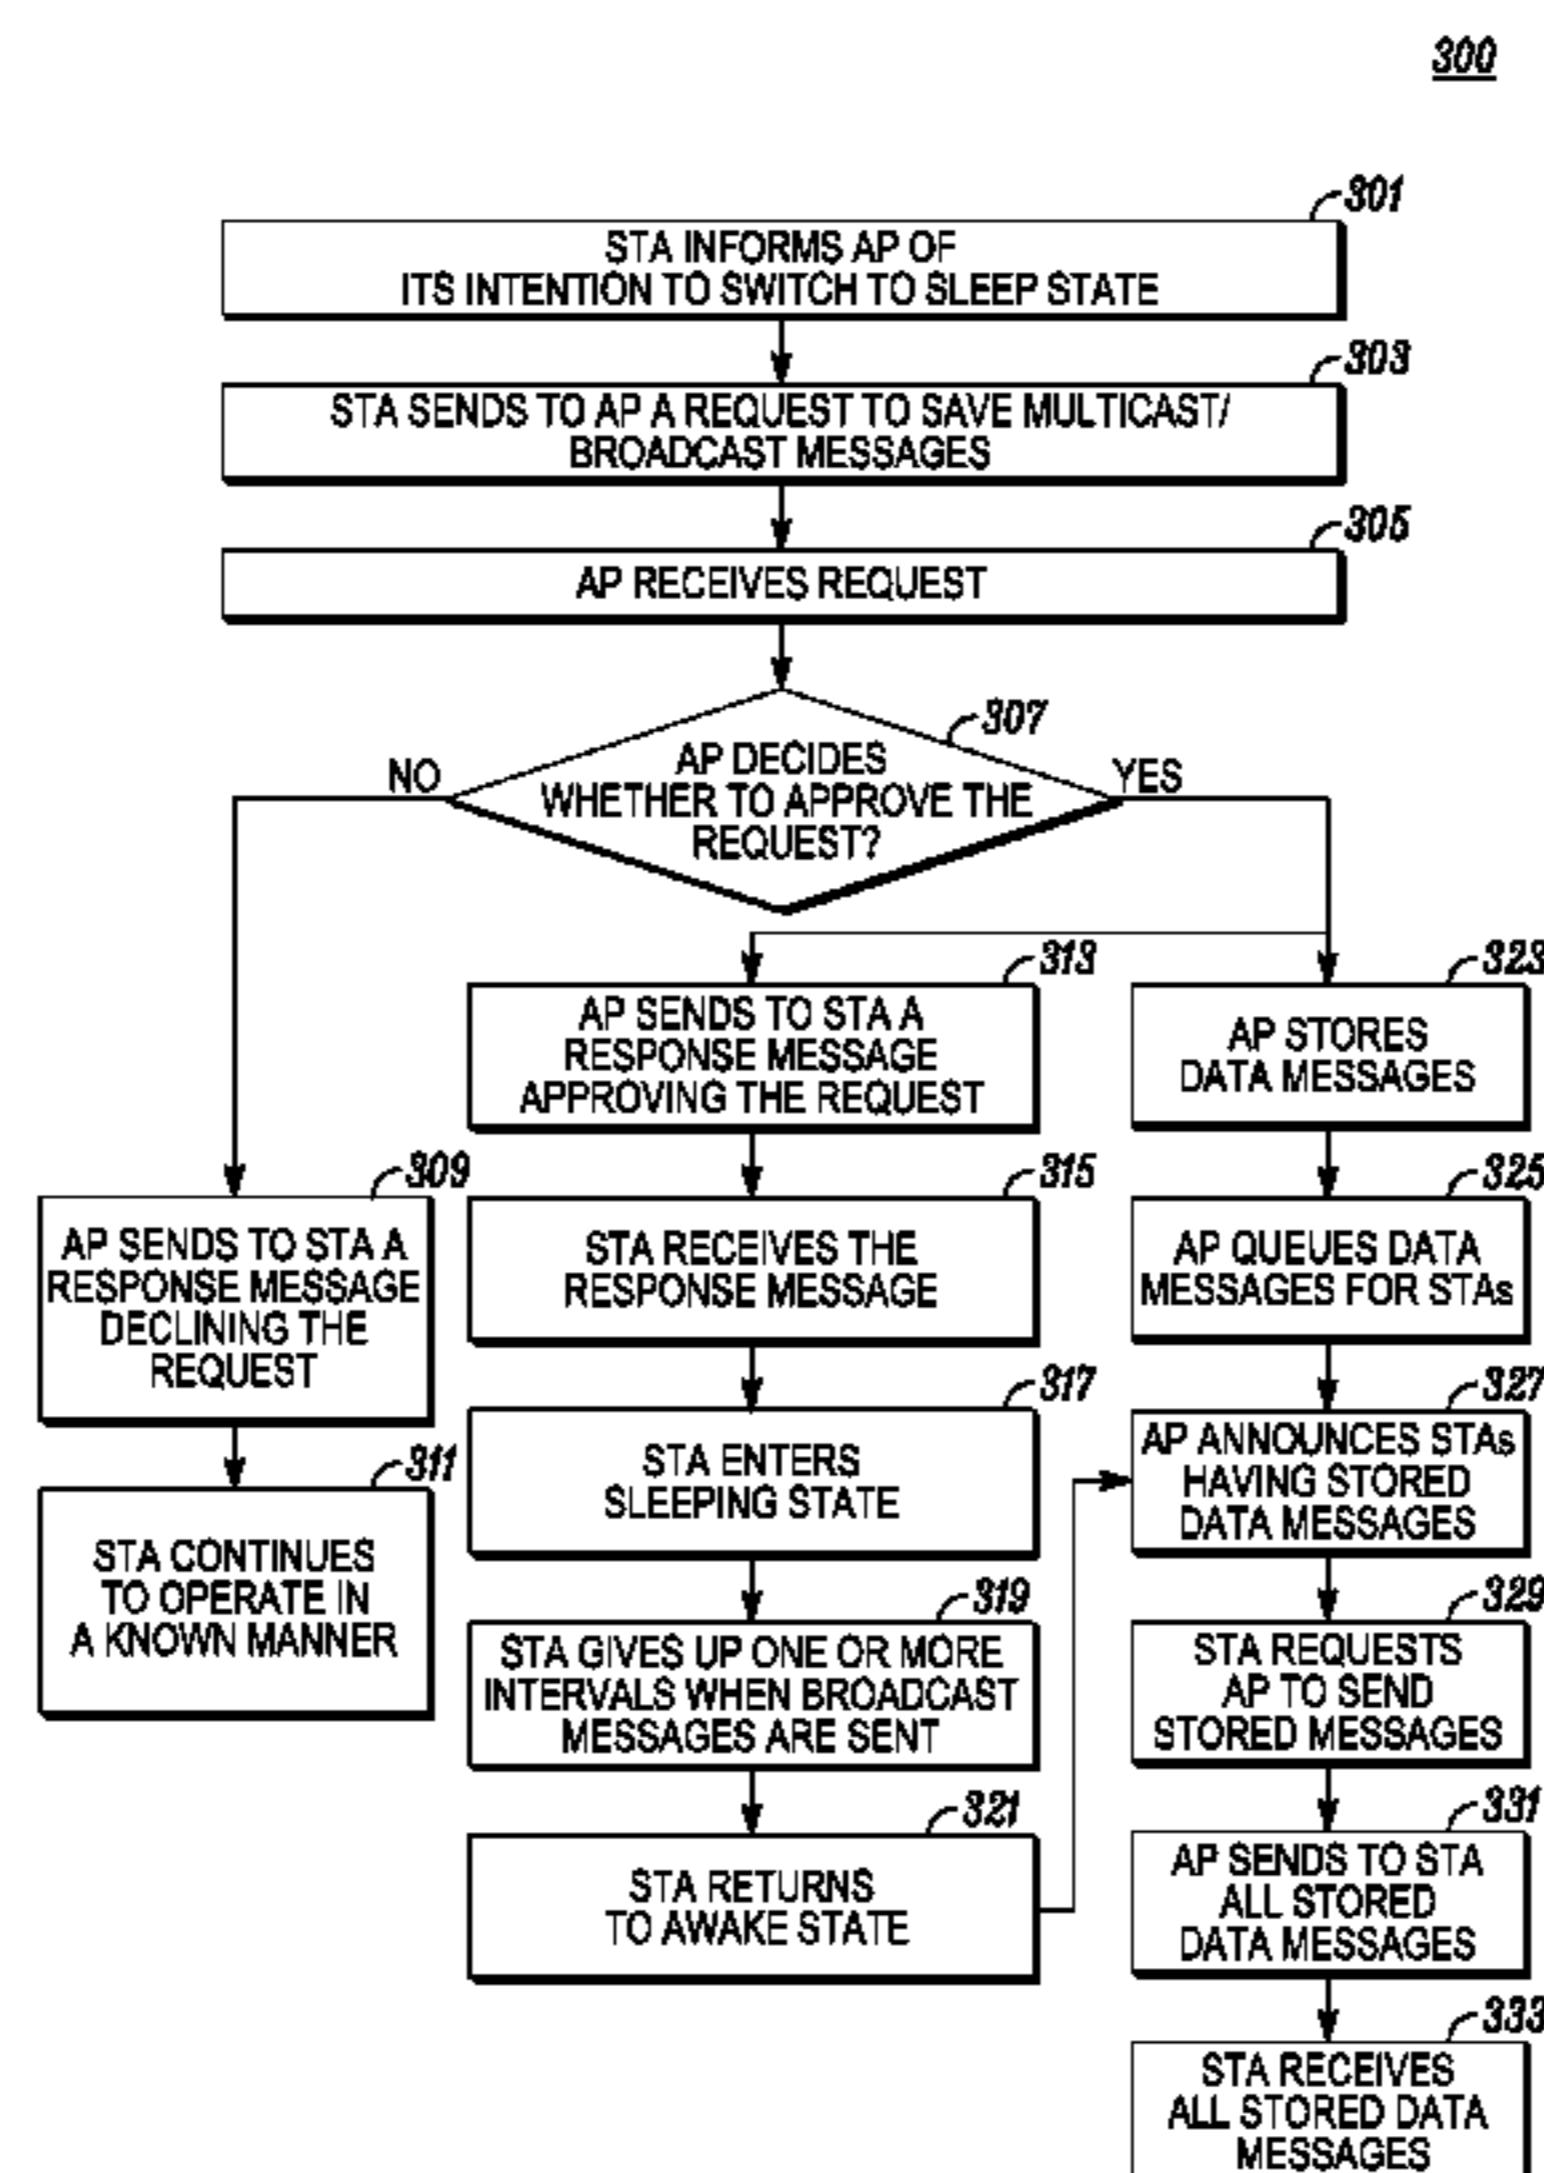 300
301
STA INFORMS AP OF
ITS INTENTION TO SWITCH TO SLEEP STATE
303
STA SENDS TO AP A REQUEST TO SAVE MULTICAST/
BROADCAST MESSAGES
305
AP RECEIVES REQUEST
307
AP DECIDES
WHETHER TO APPROVE THE
REQUEST?
NO
YES
309
AP SENDS TO STA A
RESPONSE MESSAGE
DECLINING THE
REQUEST
311
STA CONTINUES
TO OPERATE IN
A KNOWN MANNER
313
AP SENDS TO STA A
RESPONSE MESSAGE
APPROVING THE REQUEST
315
STA RECEIVES THE
RESPONSE MESSAGE
317
STA ENTERS
SLEEPING STATE
319
STA GIVES UP ONE OR MORE
INTERVALS WHEN BROADCAST
MESSAGES ARE SENT
321
STA RETURNS
TO AWAKE STATE
323
AP STORES
DATA MESSAGES
325
AP QUEUES DATA
MESSAGES FOR STAs
327
AP ANNOUNCES STAs
HAVING STORED
DATA MESSAGES
329
STA REQUESTS
AP TO SEND
STORED MESSAGES
331
AP SENDS TO STA
ALL STORED
DATA MESSAGES
333
STA RECEIVES
ALL STORED DATA
MESSAGES